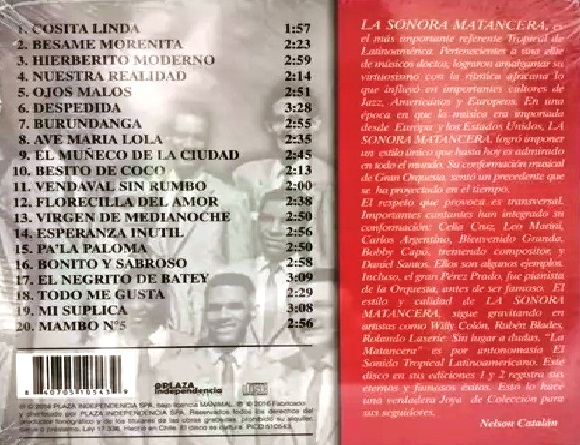 1. COSITA LINDA 1:57
2. BESAME MORENITA 2:23
3. HIERBERITO MODERNO 2:59
4. NUESTRA REALIDAD 2:14
5. OJOS MALOS 2:51
6. DESPEDIDA 3:28
7. BURUNDANGA 2:55
8. AVE MARIA LOLA 2:35
9. EL MUÑECO DE LA CIUDAD 2:45
10. BESITO DE COCO 2:13
11. VENDAVAL SIN RUMBO 2:00
12. FLORECILLA DEL AMOR 2:38
13. VIRGEN DE MEDIANOCHE 2:50
14. ESPERANZA INUTIL 2:56
15. PA'LA PALOMA 2:50
16. BONITO Y SABROSO 2:58
17. EL NEGRITO DE BATEY 3:09
18. TODO ME GUSTA 2:29
19. MI SUPLICA 3:08
20. MAMBO Nº5 2:56
PLAZA
independencia
LA SONORA MATANCERA, es
el más importante referente Tropical de
Latinoamérica. Pertenecientes a una elite
de músicos doctos, lograron amalgamar su
virtuosismo con la rítmica africana lo
que influyó en importantes cultores de
Jazz, Americanos y Europeos. En una
época en que la música era importada
desde Europa y los Estados Unidos, LA
SONORA MATANCERA, logró imponer
un estilo único que hasta hoy es admirado
en todo el mundo. Su conformación musical
de Gran Orquesta, sentó un precedente que
se ha proyectado en el tiempo.
El respeto que provoca es transversal.
Importantes cantantes han integrado su
conformación: Celia Cruz, Leo Marini,
Carlos Argentino, Bienvenido Granda,
Bobby Capó, tremendo compositor y
Daniel Santos. Ellos son algunos ejemplos.
Incluso, el gran Pérez Prado, fue pianista
de la Orquesta, antes de ser famoso. El
estilo y calidad de LA SONORA
MATANCERA, sigue gravitando en
artistas como Willy Colón, Rubén Blades,
Rolando Laserie. Sin lugar a dudas, "La
Matancera" es por antonomasia El
Sonido Tropical Latinoamericano. Este
disco en sus ediciones 1 y 2 registra sus
eternos y famosos éxitos. Esto lo hace
una verdadera Joya de Colección para
sus seguidores.
Nelson Catalán